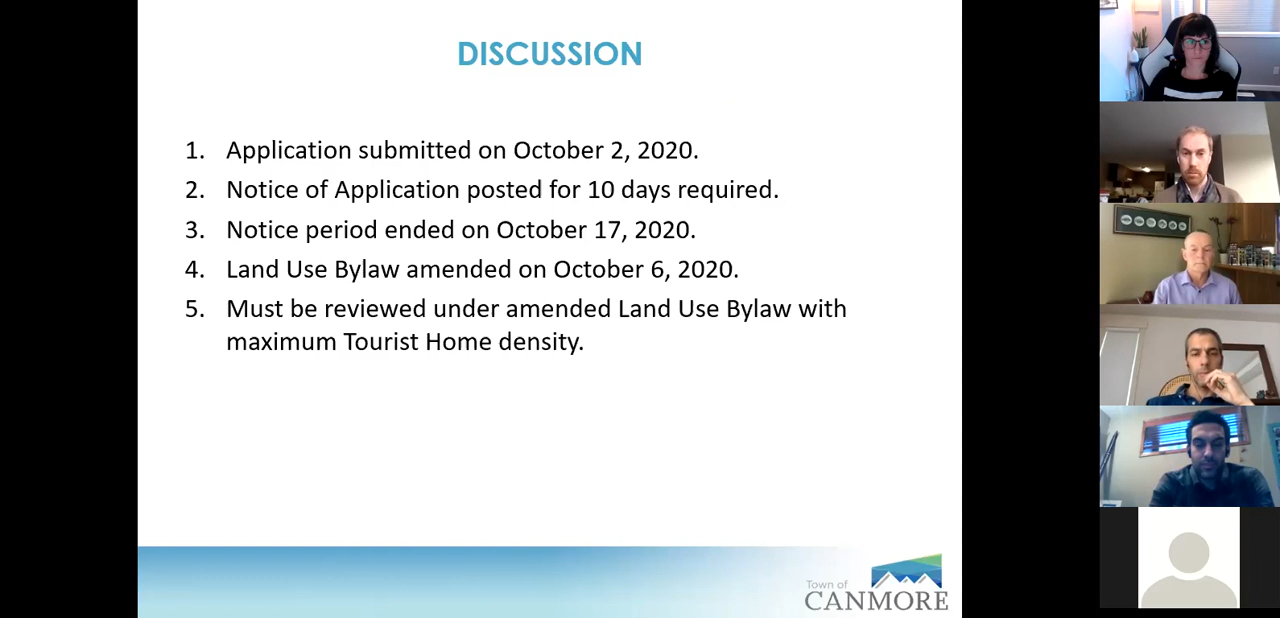 DISCUSSION
1. Application submitted on October 2, 2020.
2. Notice of Application posted for 10 days required.
3. Notice period ended on October 17, 2020.
4. Land Use Bylaw amended on October 6, 2020.
5. Must be reviewed under amended Land Use Bylaw with
maximum Tourist Home density.
Town of
CANMORE